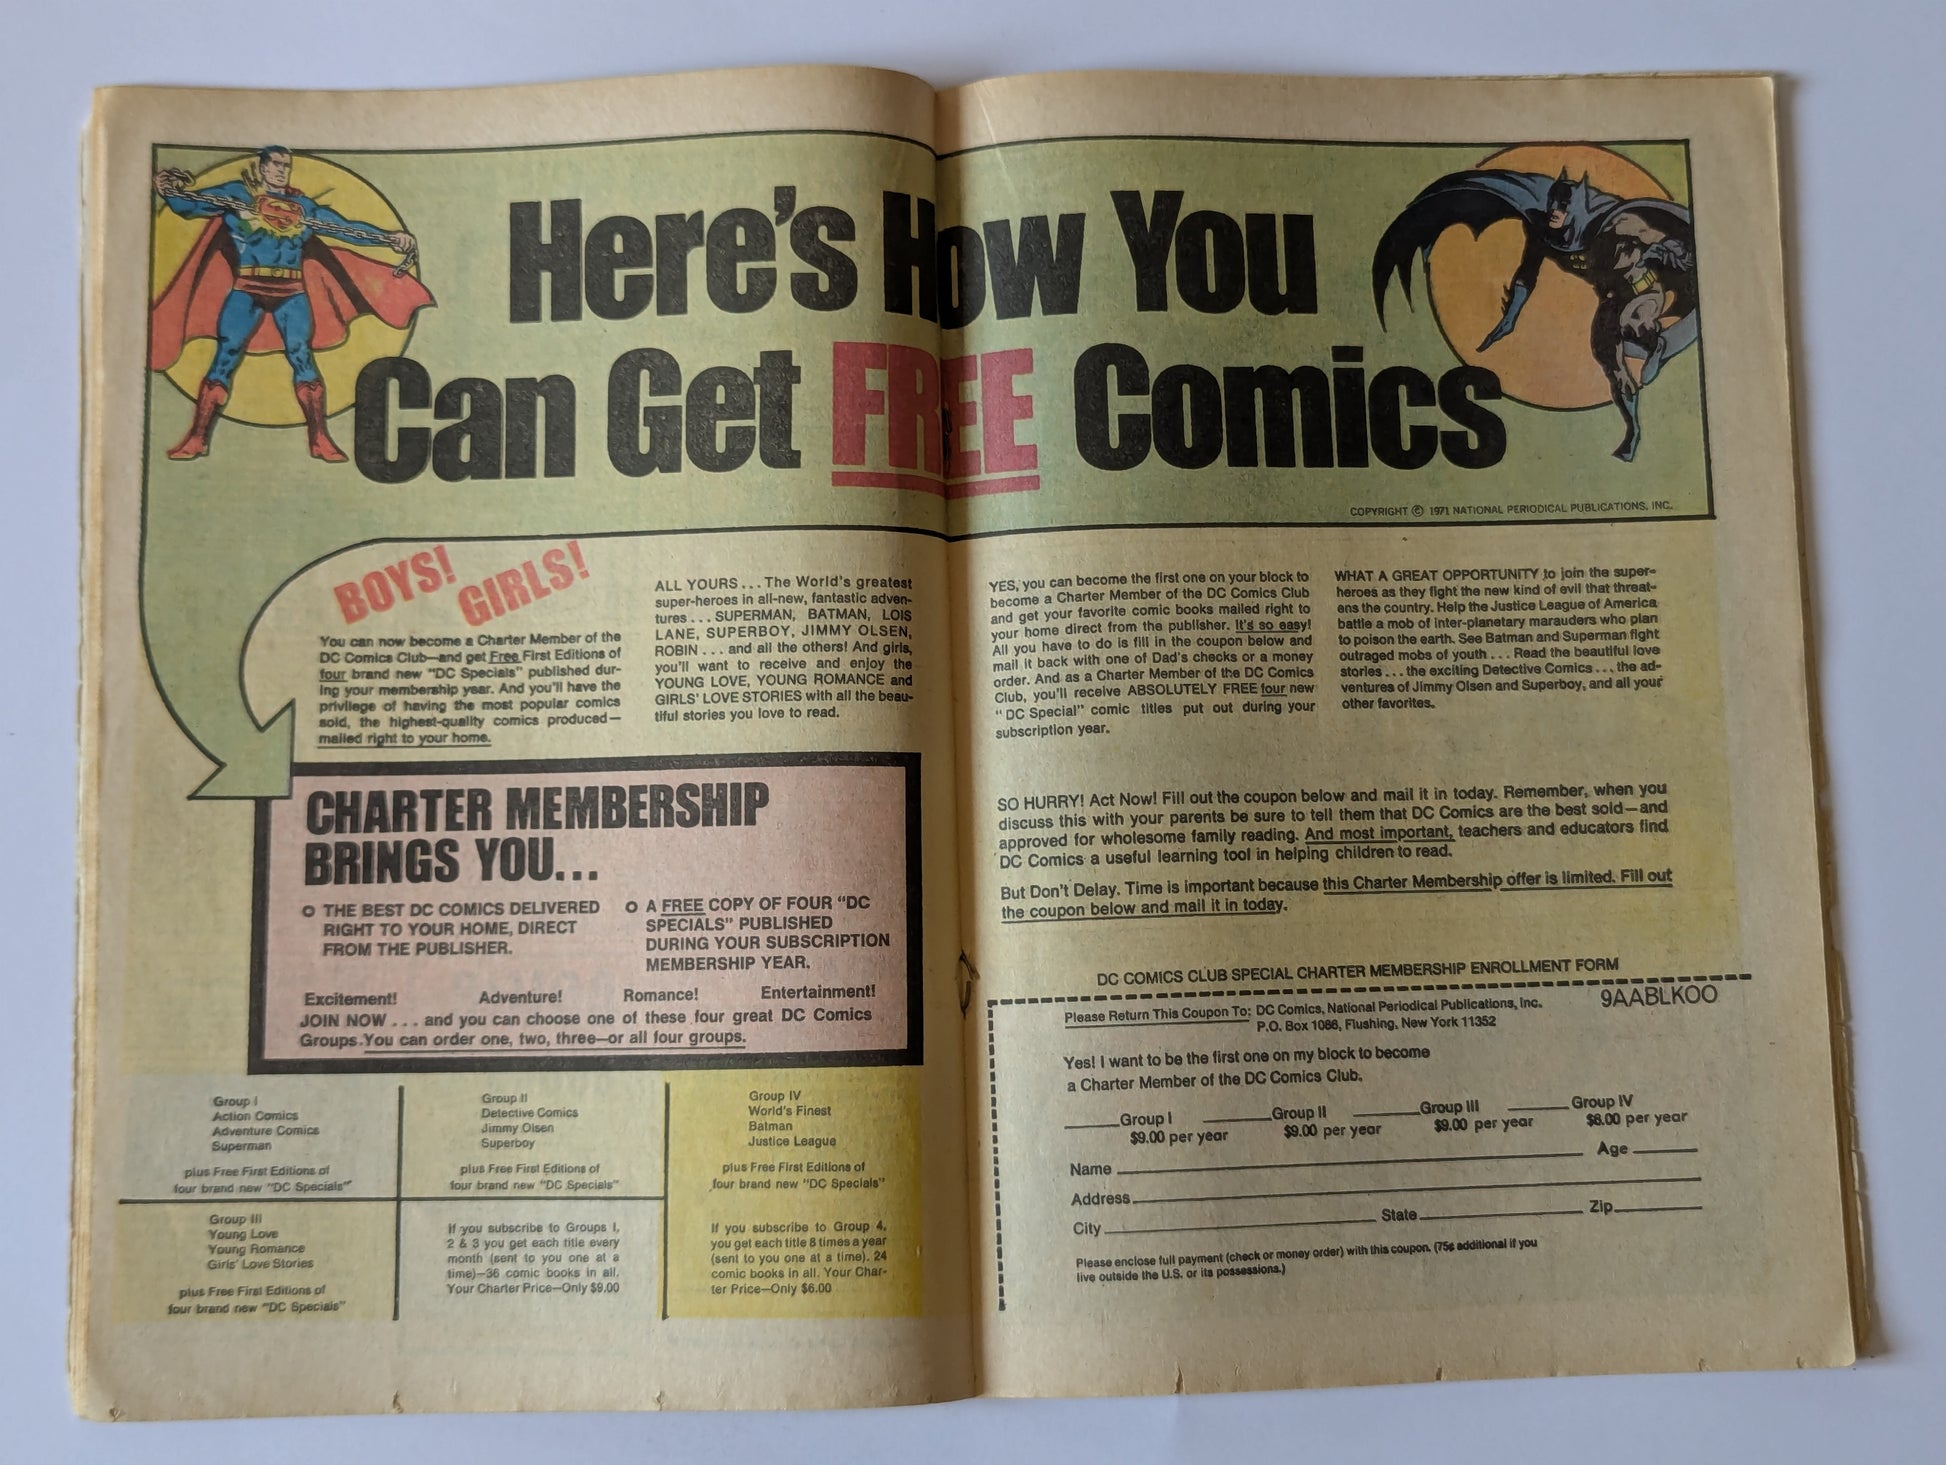 Here's How You
Can Get FREE Comics
COPYRIGHT © 1971 NATIONAL PERIODICAL PUBLICATIONS, INC.
BOYS!
GIRLS!
You can now become a Charter Member of the
DC Comics Club—and get Free First Editions of
four brand new "DC Specials" published dur-
ing your membership year. And you'll have the
privilege of having the most popular comics
sold, the highest-quality comics produced—
mailed right to your home.
ALL YOURS . . . The World's greatest
super-heroes in all-new, fantastic adven-
tures . . . SUPERMAN, BATMAN, LOIS
LANE, SUPERBOY, JIMMY OLSEN,
ROBIN . . . and all the others! And girls,
you'll want to receive and enjoy the
YOUNG LOVE, YOUNG ROMANCE and
GIRLS' LOVE STORIES with all the beau-
tiful stories you love to read.
CHARTER MEMBERSHIP
BRINGS YOU...
O THE BEST DC COMICS DELIVERED
RIGHT TO YOUR HOME, DIRECT
FROM THE PUBLISHER.
O A FREE COPY OF FOUR "DC
SPECIALS" PUBLISHED
DURING YOUR SUBSCRIPTION
MEMBERSHIP YEAR.
Excitement! Adventure! Romance! Entertainment!
JOIN NOW . . . and you can choose one of these four great DC Comics
Groups.You can order one, two, three—or all four groups.
Group I
Action Comics
Adventure Comics
Superman
plus Free First Editions of
four brand new "DC Specials"
Group II
Detective Comics
Jimmy Olsen
Superboy
plus Free First Editions of
four brand new "DC Specials"
Group IV
World's Finest
Batman
Justice League
plus Free First Editions of
four brand new "DC Specials"
Group III
Young Love
Young Romance
Girls' Love Stories
plus Free First Editions of
four brand new "DC Specials"
If you subscribe to Groups I,
2 & 3 you get each title every
month (sent to you one at a
time)—36 comic books in all.
Your Charter Price—Only $9.00
If you subscribe to Group 4,
you get each title 8 times a year
(sent to you one at a time). 24
comic books in all. Your Char-
ter Price—Only $6.00
YES, you can become the first one on your block to
become a Charter Member of the DC Comics Club
and get your favorite comic books mailed right to
your home direct from the publisher. It's so easy!
All you have to do is fill in the coupon below and
mail it back with one of Dad's checks or a money
order. And as a Charter Member of the DC Comics
Club, you'll receive ABSOLUTELY FREE four new
"DC Special" comic titles put out during your
subscription year.
WHAT A GREAT OPPORTUNITY to join the super-
heroes as they fight the new kind of evil that threat-
ens the country. Help the Justice League of America
battle a mob of inter-planetary marauders who plan
to poison the earth. See Batman and Superman fight
outraged mobs of youth . . . Read the beautiful love
stories . . . the exciting Detective Comics . . . the ad-
ventures of Jimmy Olsen and Superboy, and all your
other favorites.
SO HURRY! Act Now! Fill out the coupon below and mail it in today. Remember, when you
discuss this with your parents be sure to tell them that DC Comics are the best sold—and
approved for wholesome family reading. And most important, teachers and educators find
DC Comics a useful learning tool in helping children to read.
But Don't Delay. Time is important because this Charter Membership offer is limited. Fill out
the coupon below and mail it in today.
DC COMICS CLUB SPECIAL CHARTER MEMBERSHIP ENROLLMENT FORM
9AABLKOO
Please Return This Coupon To: DC Comics, National Periodical Publications, Inc.
P.O. Box 1086, Flushing, New York 11352
Yes! I want to be the first one on my block to become
a Charter Member of the DC Comics Club.
Group I Group II Group III Group IV
$9.00 per year $9.00 per year $9.00 per year $6.00 per year
Name Age
Address
City State Zip
Please enclose full payment (check or money order) with this coupon. (75¢ additional if you
live outside the U.S. or its possessions.)